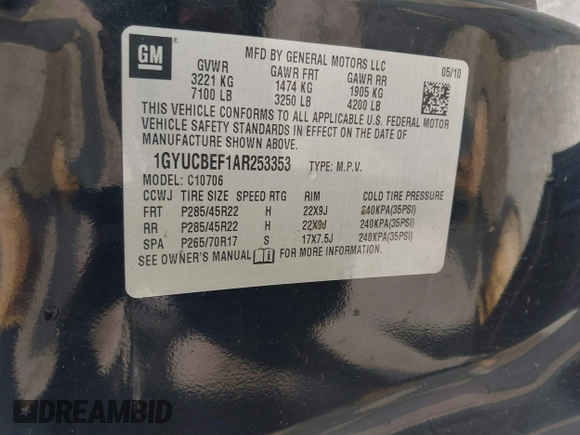 GM
MFD BY GENERAL MOTORS LLC
05/10
GVWR GAWR FRT GAWR RR
3221 KG 1474 KG 1905 KG
7100 LB 3250 LB 4200 LB
THIS VEHICLE CONFORMS TO ALL APPLICABLE U.S. FEDERAL MOTOR
VEHICLE SAFETY STANDARDS IN EFFECT ON THE DATE OF
MANUFACTURE SHOWN ABOVE.
1GYUCBEF1AR253353 TYPE: M.P.V.
MODEL: C10706
CCWJ TIRE SIZE SPEED RTG RIM COLD TIRE PRESSURE
FRT P285/45R22 H 22X9J 240KPA(35PSI)
RR P285/45R22 H 22X9J 240KPA(35PSI)
SPA P265/70R17 S 17X7.5J 240KPA(35PSI)
SEE OWNER'S MANUAL FOR MORE INFORMATION.
DREAMBID